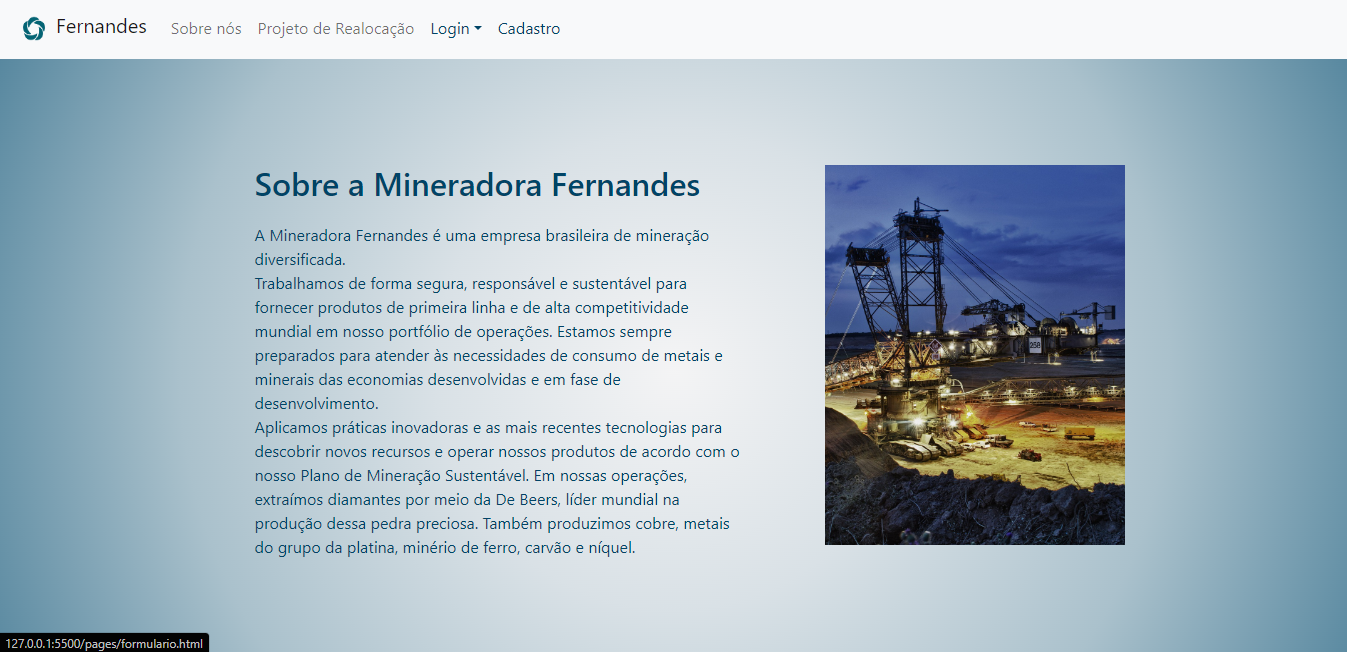 Fernandes
Sobre nós
Projeto de Realocação
Login
Cadastro
Sobre a Mineradora Fernandes
A Mineradora Fernandes é uma empresa brasileira de mineração
diversificada.
Trabalhamos de forma segura, responsável e sustentável para
fornecer produtos de primeira linha e de alta competitividade
mundial em nosso portfólio de operações. Estamos sempre
preparados para atender às necessidades de consumo de metais e
minerais das economias desenvolvidas e em fase de
desenvolvimento.
Aplicamos práticas inovadoras e as mais recentes tecnologias para
descobrir novos recursos e operar nossos produtos de acordo com o
nosso Plano de Mineração Sustentável. Em nossas operações,
extraímos diamantes por meio da De Beers, líder mundial na
produção dessa pedra preciosa. Também produzimos cobre, metais
do grupo da platina, minério de ferro, carvão e níquel.
258
127.0.0.1:5500/pages/formulario.html